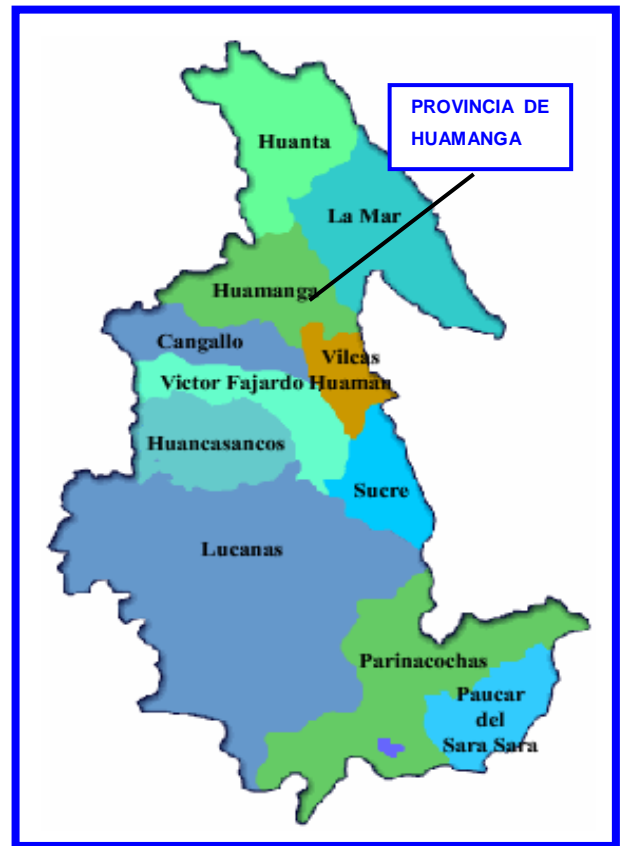 PROVINCIA DE
HUAMANGA
Huanta
La Mar
Huamanga
Cangallo
Vilcas
Huaman
Victor Fajardo
Huancasancos
Sucre
Lucanas
Parinacochas
Paucar
del
Sara Sara